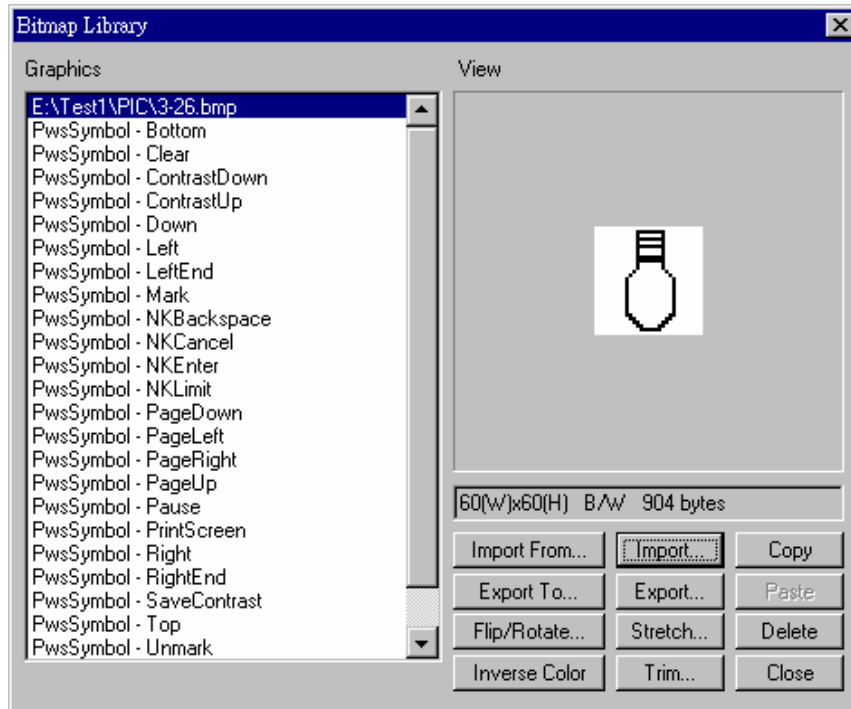 Bitmap Library
Graphics
View
E:\Test1\PIC\3-26.bmp
PwsSymbol - Bottom
PwsSymbol - Clear
PwsSymbol - ContrastDown
PwsSymbol - ContrastUp
PwsSymbol - Down
PwsSymbol - Left
PwsSymbol - LeftEnd
PwsSymbol - Mark
PwsSymbol - NKBackspace
PwsSymbol - NKCancel
PwsSymbol - NKEnter
PwsSymbol - NKLimit
PwsSymbol - PageDown
PwsSymbol - PageLeft
PwsSymbol - PageRight
PwsSymbol - PageUp
PwsSymbol - Pause
PwsSymbol - PrintScreen
PwsSymbol - Right
PwsSymbol - RightEnd
PwsSymbol - SaveContrast
PwsSymbol - Top
PwsSymbol - Unmark
60(W)x60(H) B/W 904 bytes
Import From... Import... Copy
Export To... Export... Paste
Flip/Rotate... Stretch... Delete
Inverse Color Trim... Close